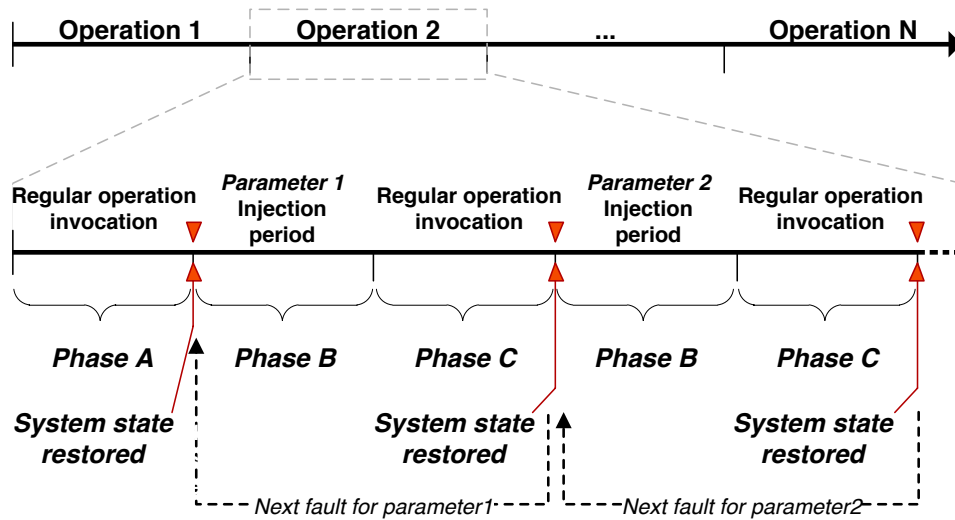 Operation 1 Operation 2 ... Operation N
Regular operation invocation
Parameter 1 Injection period
Regular operation invocation
Parameter 2 Injection period
Regular operation invocation
Phase A Phase B Phase C Phase B Phase C
System state restored
System state restored
System state restored
Next fault for parameter1
Next fault for parameter2